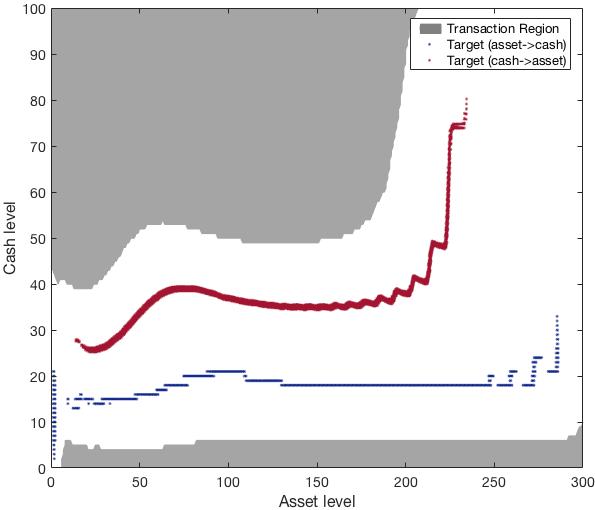 100
90
80
70
60
50
40
30
20
10
0
Cash level
Transaction Region
Target (asset->cash)
Target (cash->asset)
0 50 100 150 200 250 300
Asset level